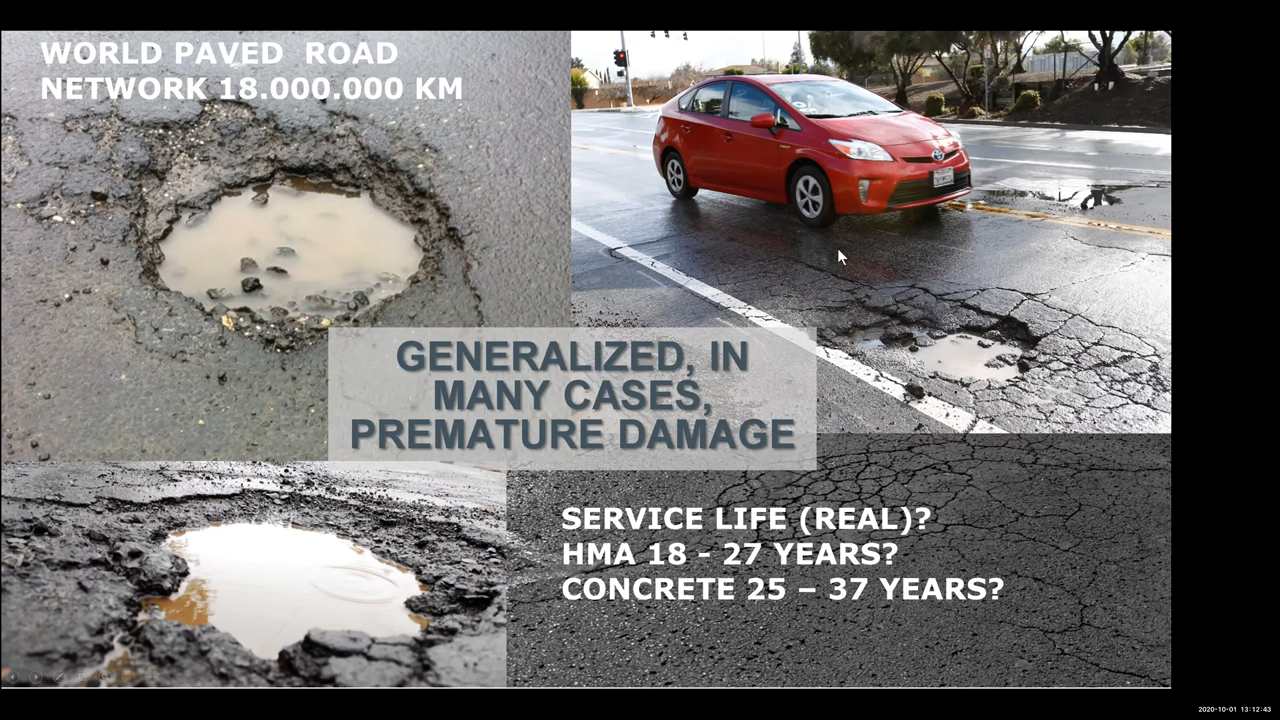 WORLD PAVED ROAD
NETWORK 18.000.000 KM
GENERALIZED, IN
MANY CASES,
PREMATURE DAMAGE
SERVICE LIFE (REAL)?
HMA 18 - 27 YEARS?
CONCRETE 25 – 37 YEARS?
2020-10-01 13:12:43